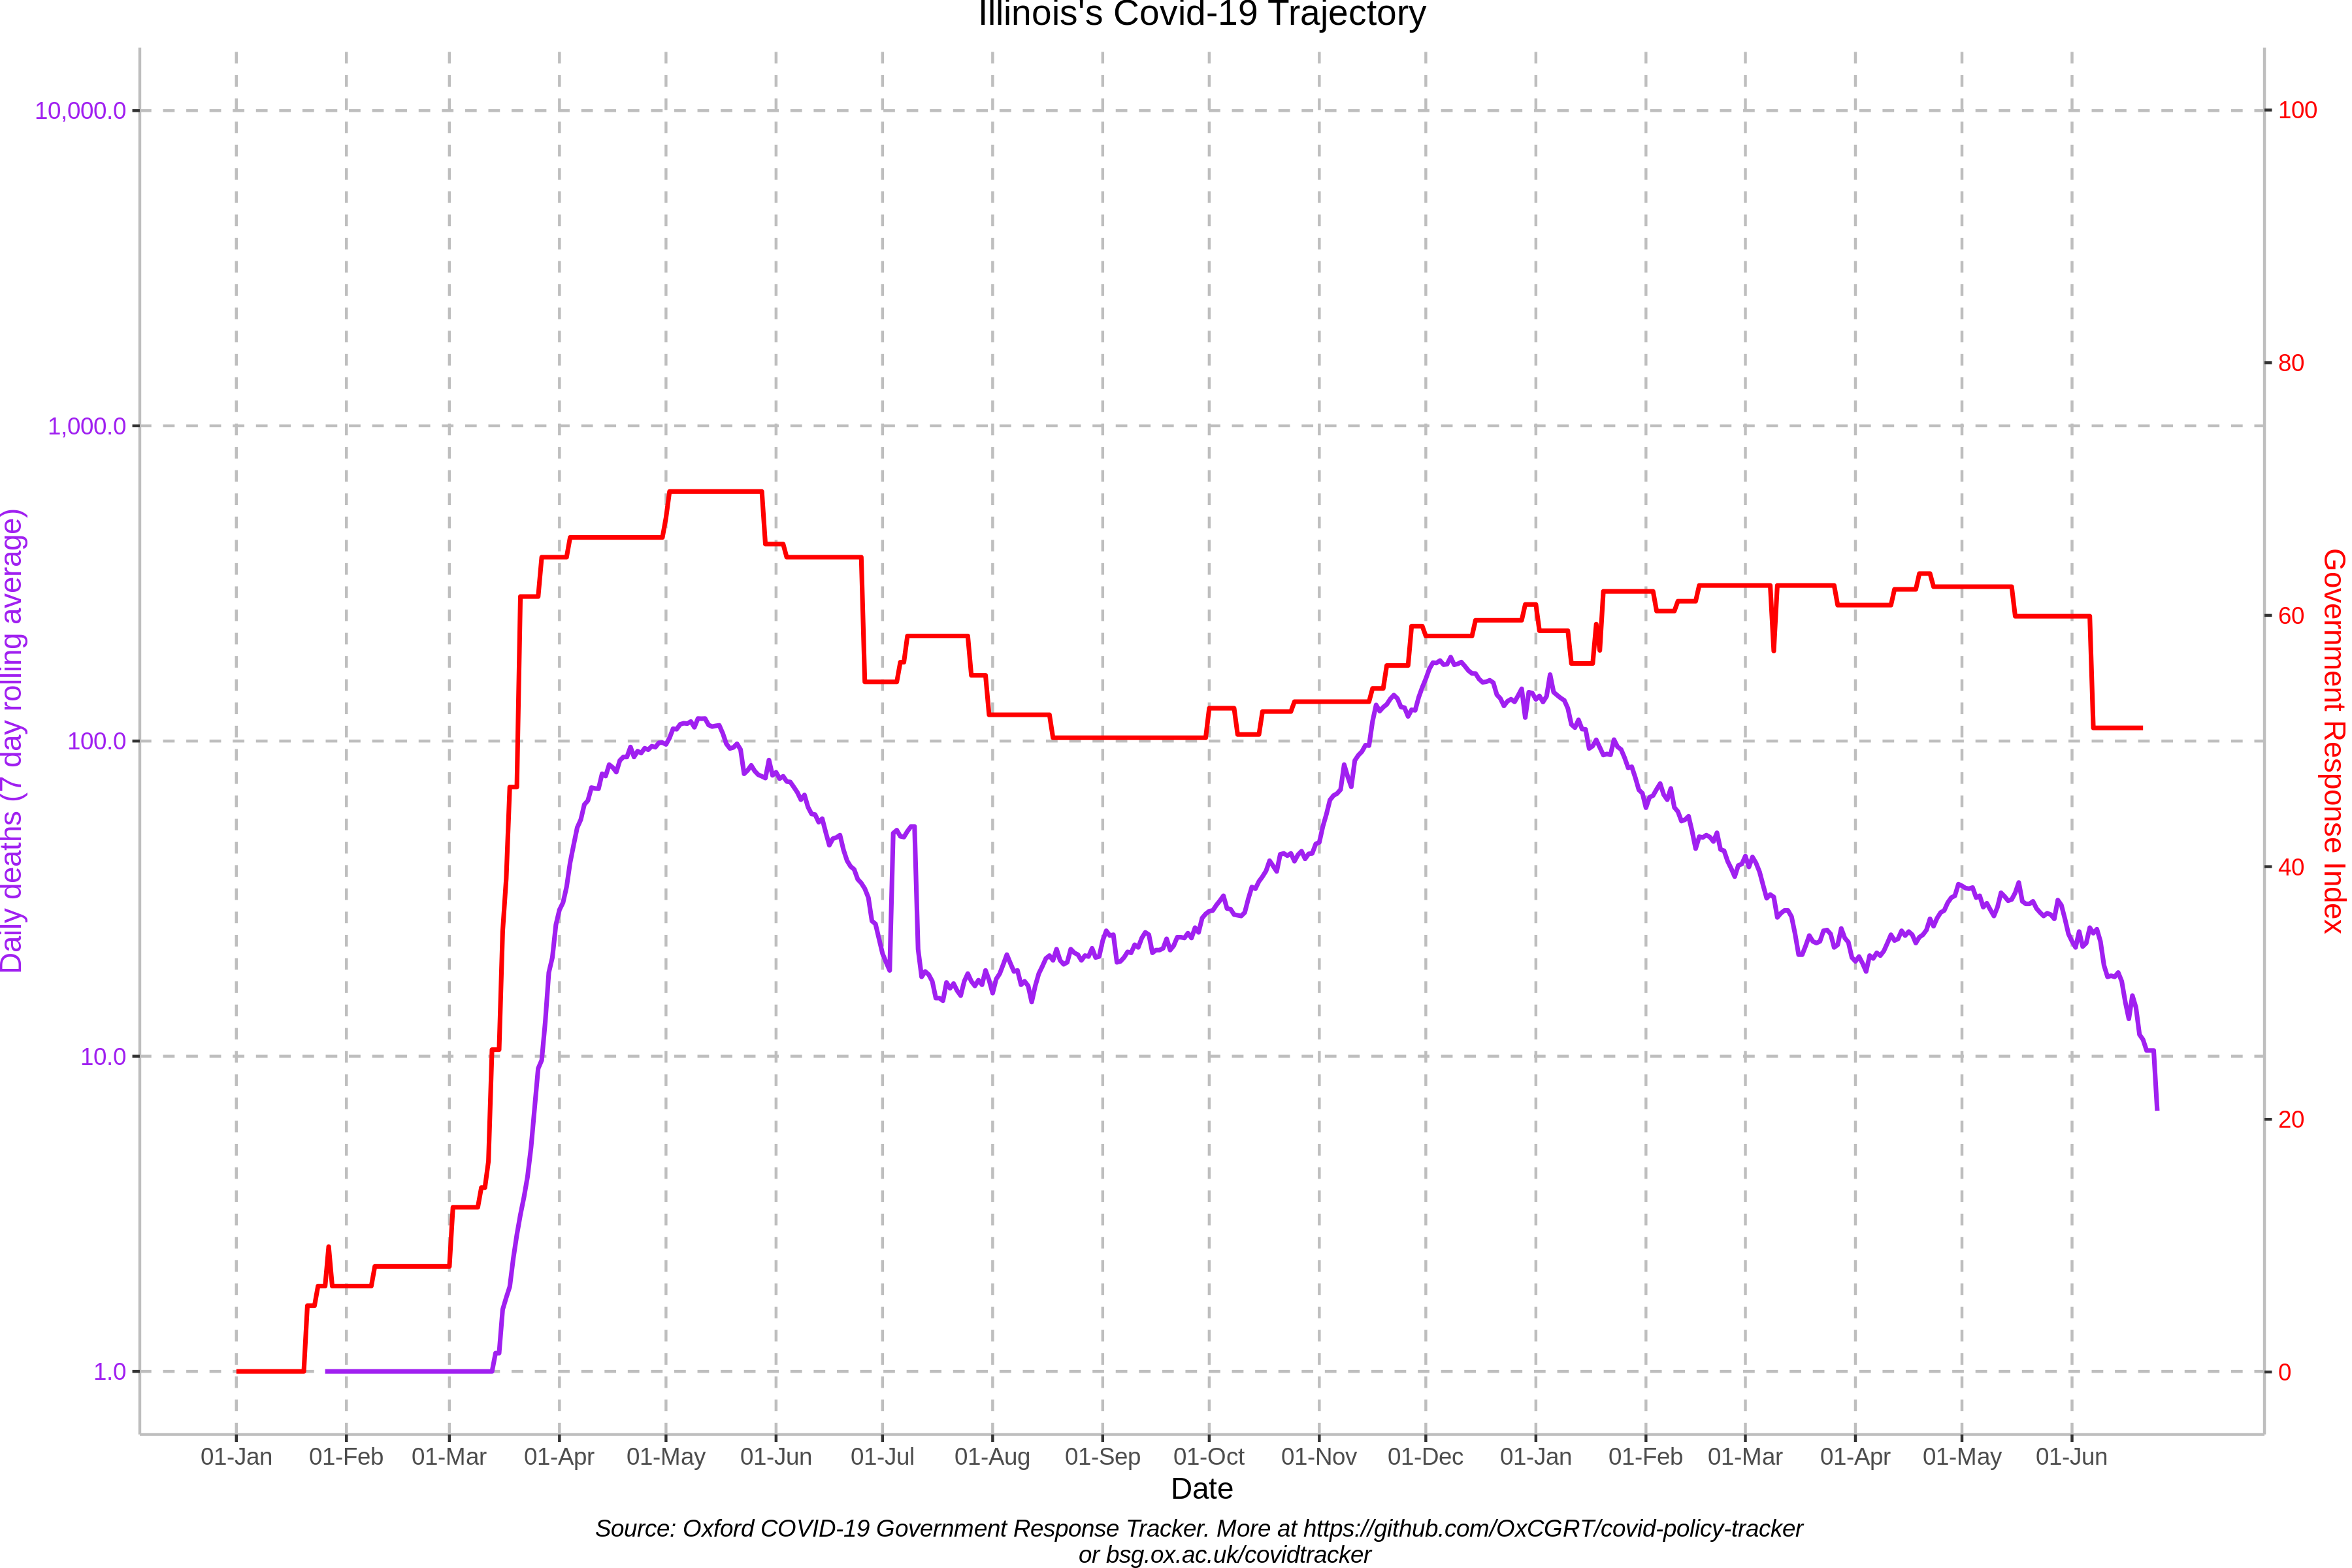 Illinois's Covid-19 Trajectory
10,000.0
1,000.0
100.0
10.0
1.0
Daily deaths (7 day rolling average)
100
80
60
40
20
0
Government Response Index
01-Jan 01-Feb 01-Mar 01-Apr 01-May 01-Jun 01-Jul 01-Aug 01-Sep 01-Oct 01-Nov 01-Dec 01-Jan 01-Feb 01-Mar 01-Apr 01-May 01-Jun
Date
Source: Oxford COVID-19 Government Response Tracker. More at https://github.com/OxCGRT/covid-policy-tracker
or bsg.ox.ac.uk/covidtracker